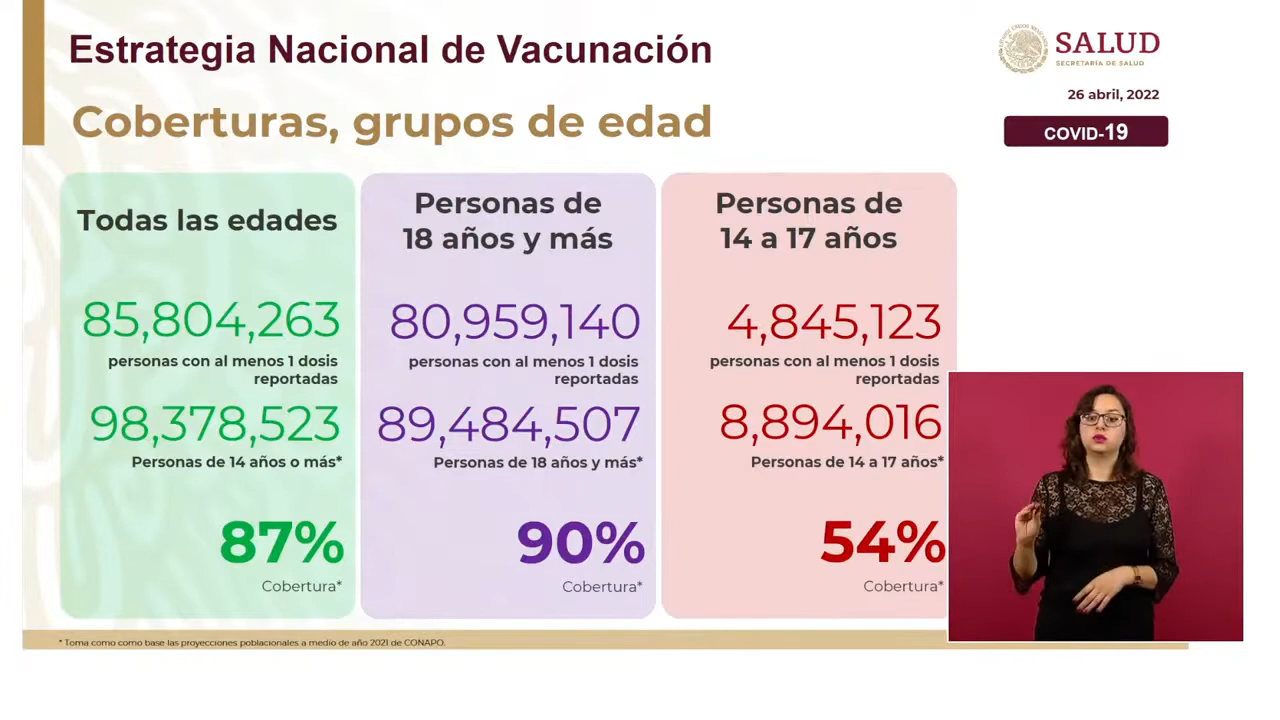 Estrategia Nacional de Vacunación
Coberturas, grupos de edad
SALUD
SECRETARÍA DE SALUD
26 abril, 2022
COVID-19
Todas las edades
85,804,263
personas con al menos 1 dosis
reportadas
98,378,523
Personas de 14 años o más*
87%
Cobertura*
Personas de
18 años y más
80,959,140
personas con al menos 1 dosis
reportadas
89,484,507
Personas de 18 años y más*
90%
Cobertura*
Personas de
14 a 17 años
4,845,123
personas con al menos 1 dosis
reportadas
8,894,016
Personas de 14 a 17 años*
54%
Cobertura*
* Toma como como base las proyecciones poblacionales a medio de año 2021 de CONAPO.